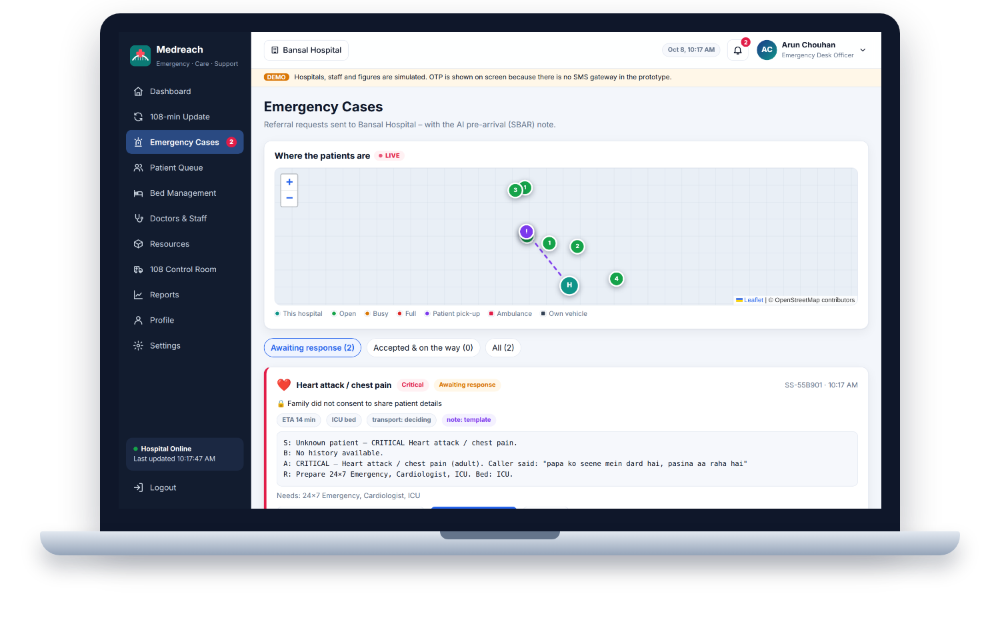 Medreach
Emergency · Care · Support
Dashboard
108-min Update
Emergency Cases 2
Patient Queue
Bed Management
Doctors & Staff
Resources
108 Control Room
Reports
Profile
Settings
Hospital Online
Last updated 10:17:47 AM
Logout
Bansal Hospital
Oct 8, 10:17 AM
2
AC
Arun Chouhan
Emergency Desk Officer
DEMO Hospitals, staff and figures are simulated. OTP is shown on screen because there is no SMS gateway in the prototype.
Emergency Cases
Referral requests sent to Bansal Hospital – with the AI pre-arrival (SBAR) note.
Where the patients are LIVE
+
−
3 1
!
1 2
4
H
Leaflet | © OpenStreetMap contributors
This hospital Open Busy Full Patient pick-up Ambulance Own vehicle
Awaiting response (2) Accepted & on the way (0) All (2)
Heart attack / chest pain Critical Awaiting response SS-55B901 · 10:17 AM
Family did not consent to share patient details
ETA 14 min ICU bed transport: deciding note: template
S: Unknown patient — CRITICAL Heart attack / chest pain.
B: No history available.
A: CRITICAL — Heart attack / chest pain (adult). Caller said: "papa ko seene mein dard hai, pasina aa raha hai"
R: Prepare 24×7 Emergency, Cardiologist, ICU. Bed: ICU.
Needs: 24×7 Emergency, Cardiologist, ICU